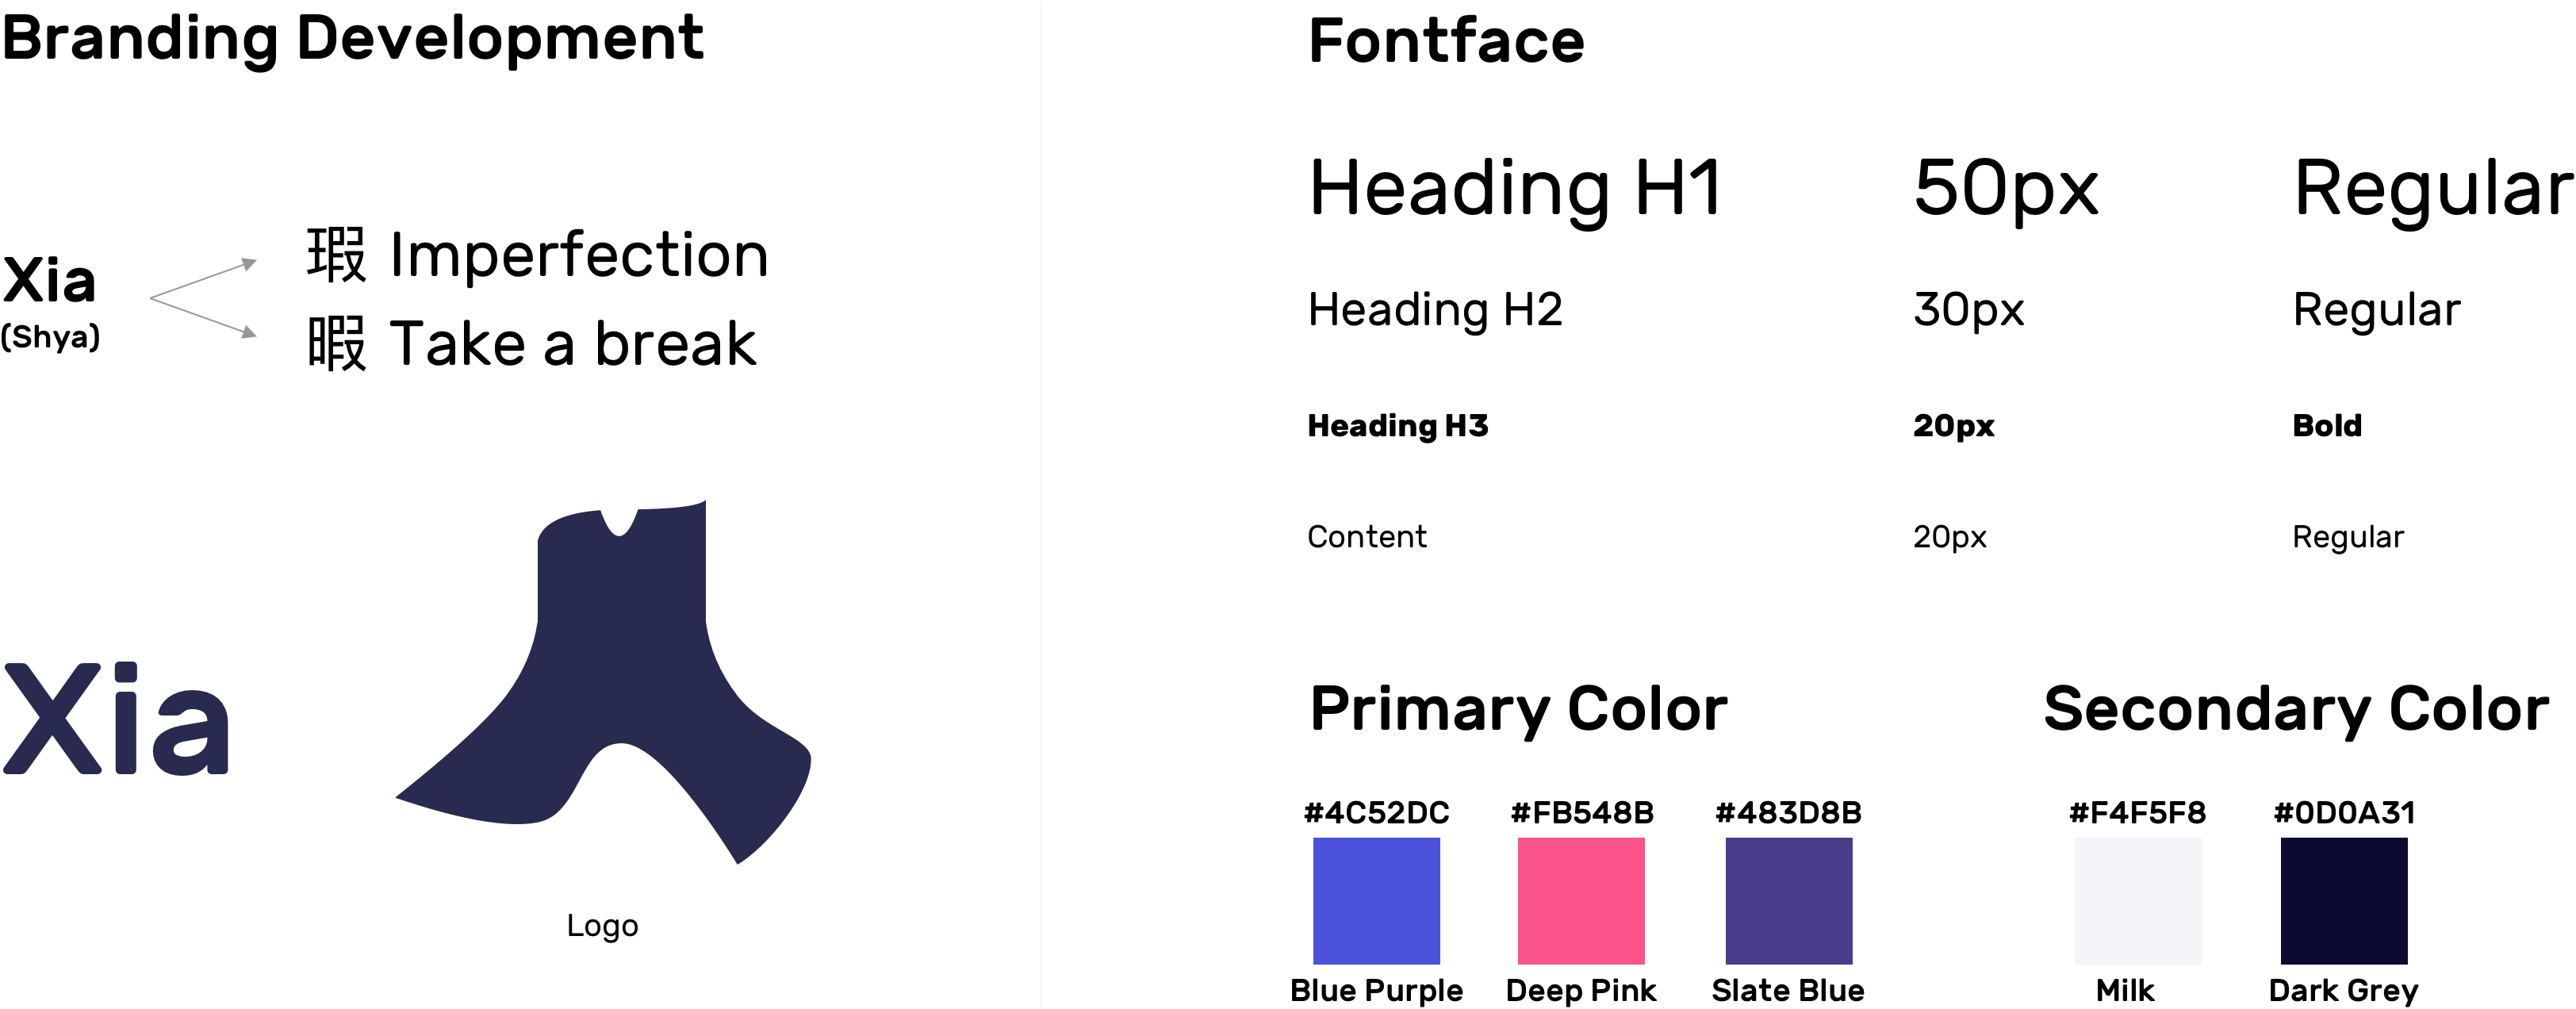 Branding Development
Xia
(Shya)
瑕 Imperfection
暇 Take a break
Xia
Logo
Fontface
Heading H1 50px Regular
Heading H2 30px Regular
Heading H3 20px Bold
Content 20px Regular
Primary Color
#4C52DC #FB548B #483D8B
Blue Purple Deep Pink Slate Blue
Secondary Color
#F4F5F8 #0D0A31
Milk Dark Grey